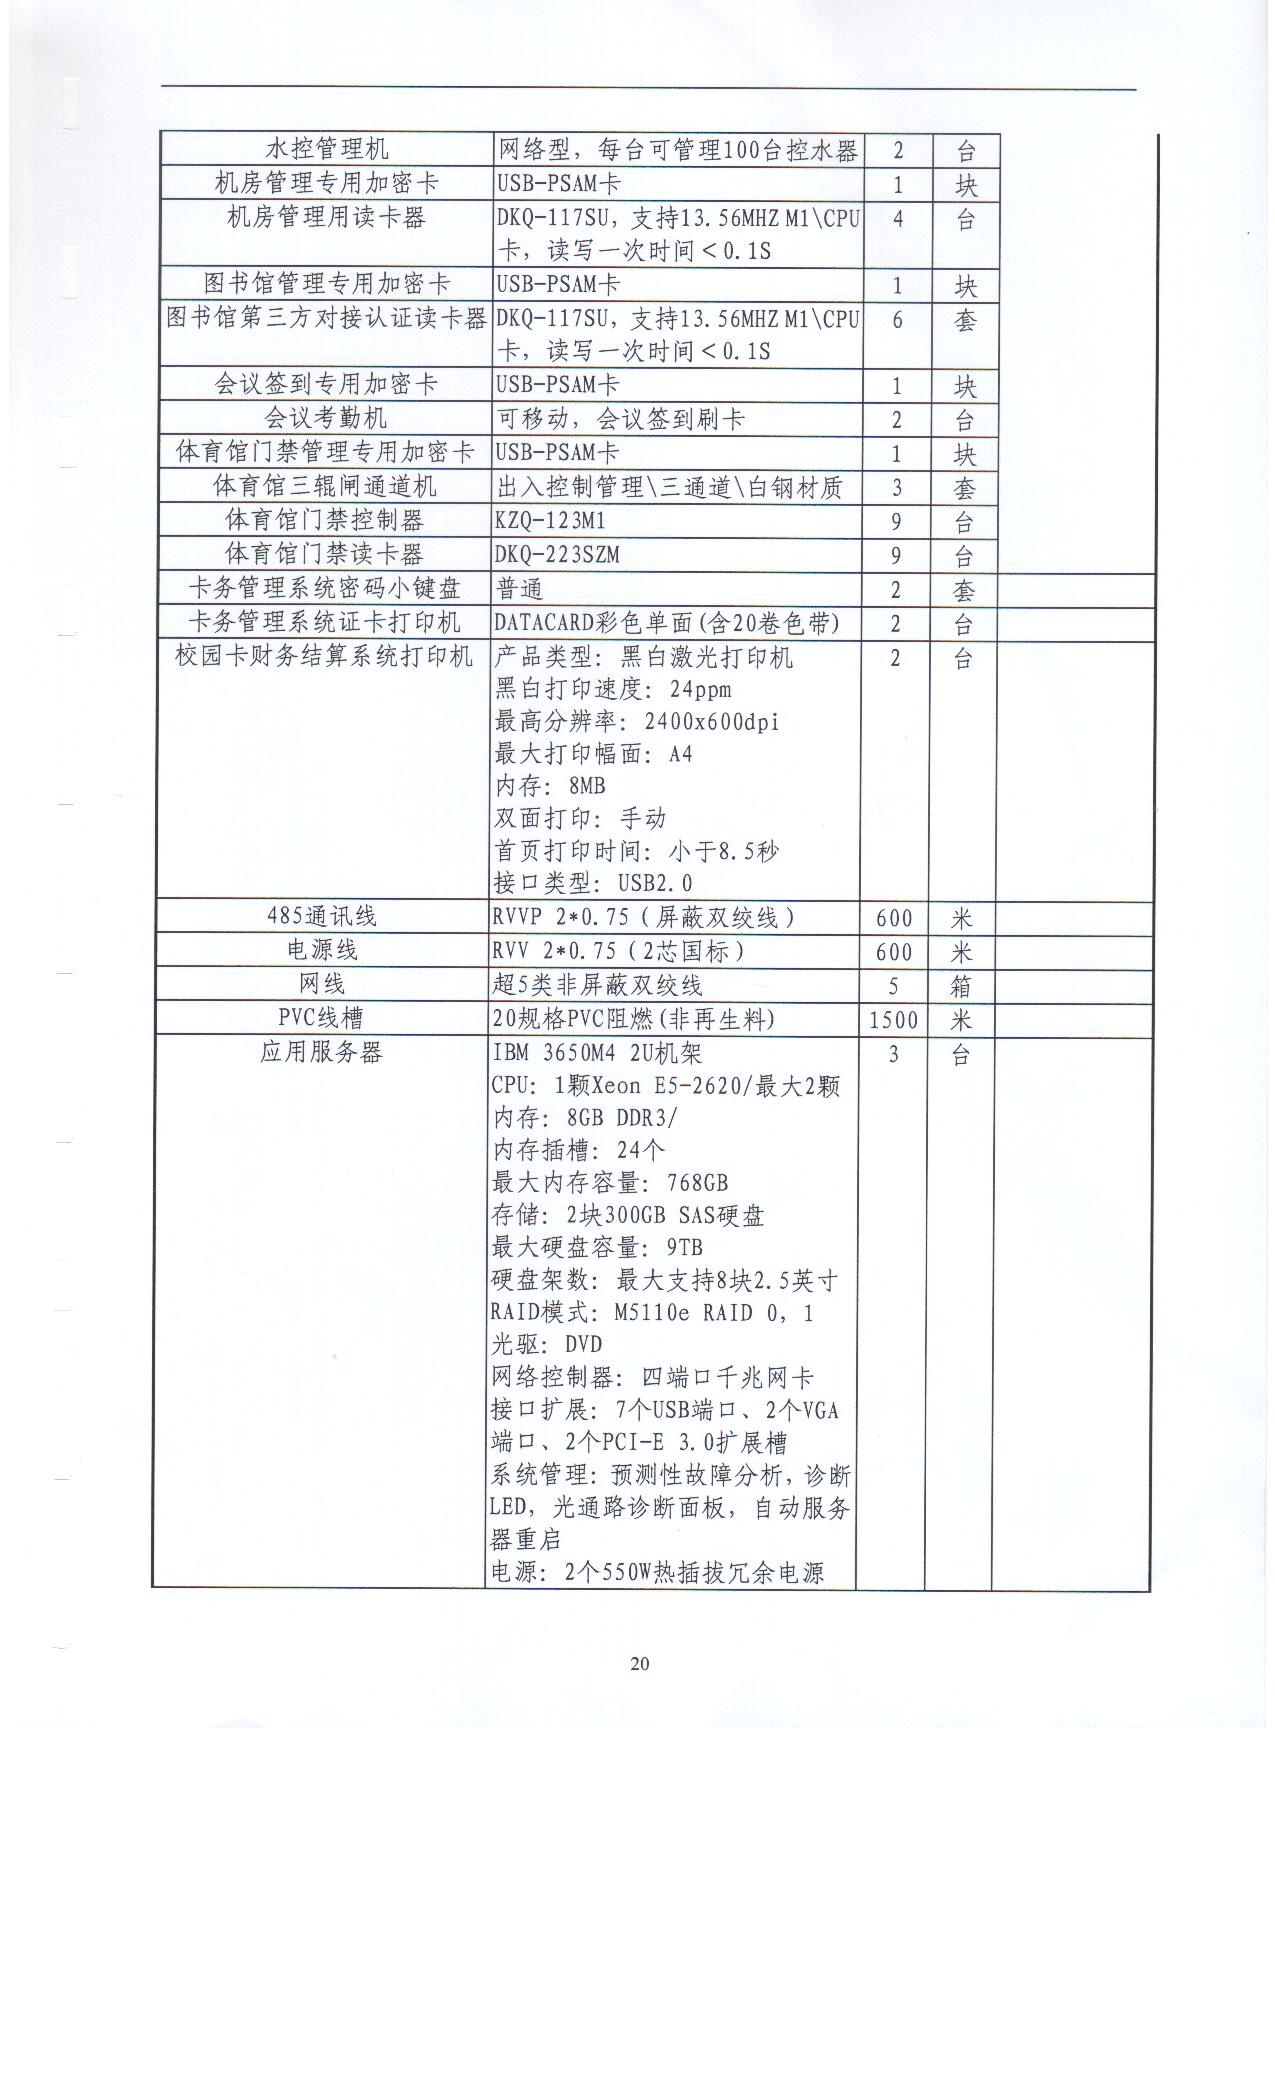 水控管理机 网络型，每台可管理100台控水器 2 台
机房管理专用加密卡 USB-PSAM卡 1 块
机房管理用读卡器 DKQ-117SU，支持13.56MHZ M1\CPU 4 台
卡，读写一次时间＜0.1S
图书馆管理专用加密卡 USB-PSAM卡 1 块
图书馆第三方对接认证读卡器 DKQ-117SU，支持13.56MHZ M1\CPU 6 套
卡，读写一次时间＜0.1S
会议签到专用加密卡 USB-PSAM卡 1 块
会议考勤机 可移动，会议签到刷卡 2 台
体育馆门禁管理专用加密卡 USB-PSAM卡 1 块
体育馆三辊闸通道机 出入控制管理\三通道\白钢材质 3 套
体育馆门禁控制器 KZQ-123M1 9 台
体育馆门禁读卡器 DKQ-223SZM 9 台
卡务管理系统密码小键盘 普通 2 套
卡务管理系统证卡打印机 DATACARD彩色单面(含20卷色带) 2 台
校园卡财务结算系统打印机 产品类型：黑白激光打印机 2 台
黑白打印速度：24ppm
最高分辨率：2400x600dpi
最大打印幅面：A4
内存：8MB
双面打印：手动
首页打印时间：小于8.5秒
接口类型：USB2.0
485通讯线 RVVP 2*0.75（屏蔽双绞线） 600 米
电源线 RVV 2*0.75（2芯国标） 600 米
网线 超5类非屏蔽双绞线 5 箱
PVC线槽 20规格PVC阻燃(非再生料) 1500 米
应用服务器 IBM 3650M4 2U机架 3 台
CPU：1颗Xeon E5-2620/最大2颗
内存：8GB DDR3/
内存插槽：24个
最大内存容量：768GB
存储：2块300GB SAS硬盘
最大硬盘容量：9TB
硬盘架数：最大支持8块2.5英寸
RAID模式：M5110e RAID 0，1
光驱：DVD
网络控制器：四端口千兆网卡
接口扩展：7个USB端口、2个VGA
端口、2个PCI-E 3.0扩展槽
系统管理：预测性故障分析，诊断
LED，光通路诊断面板，自动服务
器重启
电源：2个550W热插拔冗余电源
20